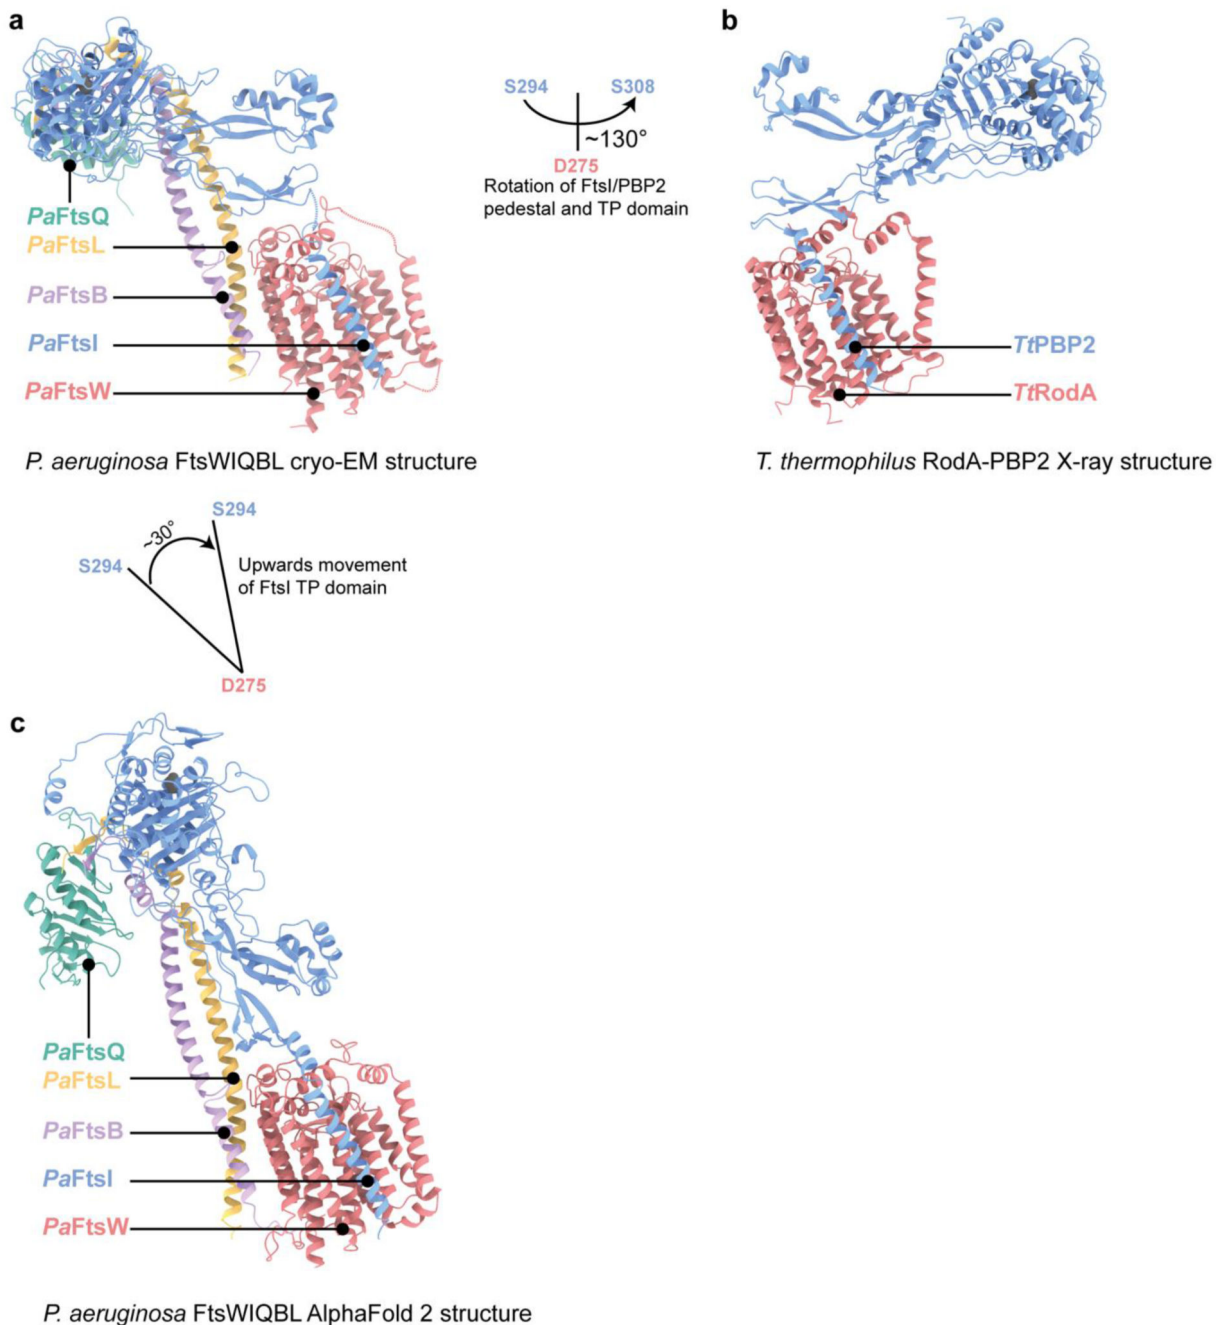 a
b
S294 S308
~130°
D275
Rotation of FtsI/PBP2
pedestal and TP domain
PaFtsQ
PaFtsL
PaFtsB
PaFtsI
PaFtsW
TtPBP2
TtRodA
P. aeruginosa FtsWIQBL cryo-EM structure
T. thermophilus RodA-PBP2 X-ray structure
S294
~30°
S294
Upwards movement
of FtsI TP domain
D275
c
PaFtsQ
PaFtsL
PaFtsB
PaFtsI
PaFtsW
P. aeruginosa FtsWIQBL AlphaFold 2 structure